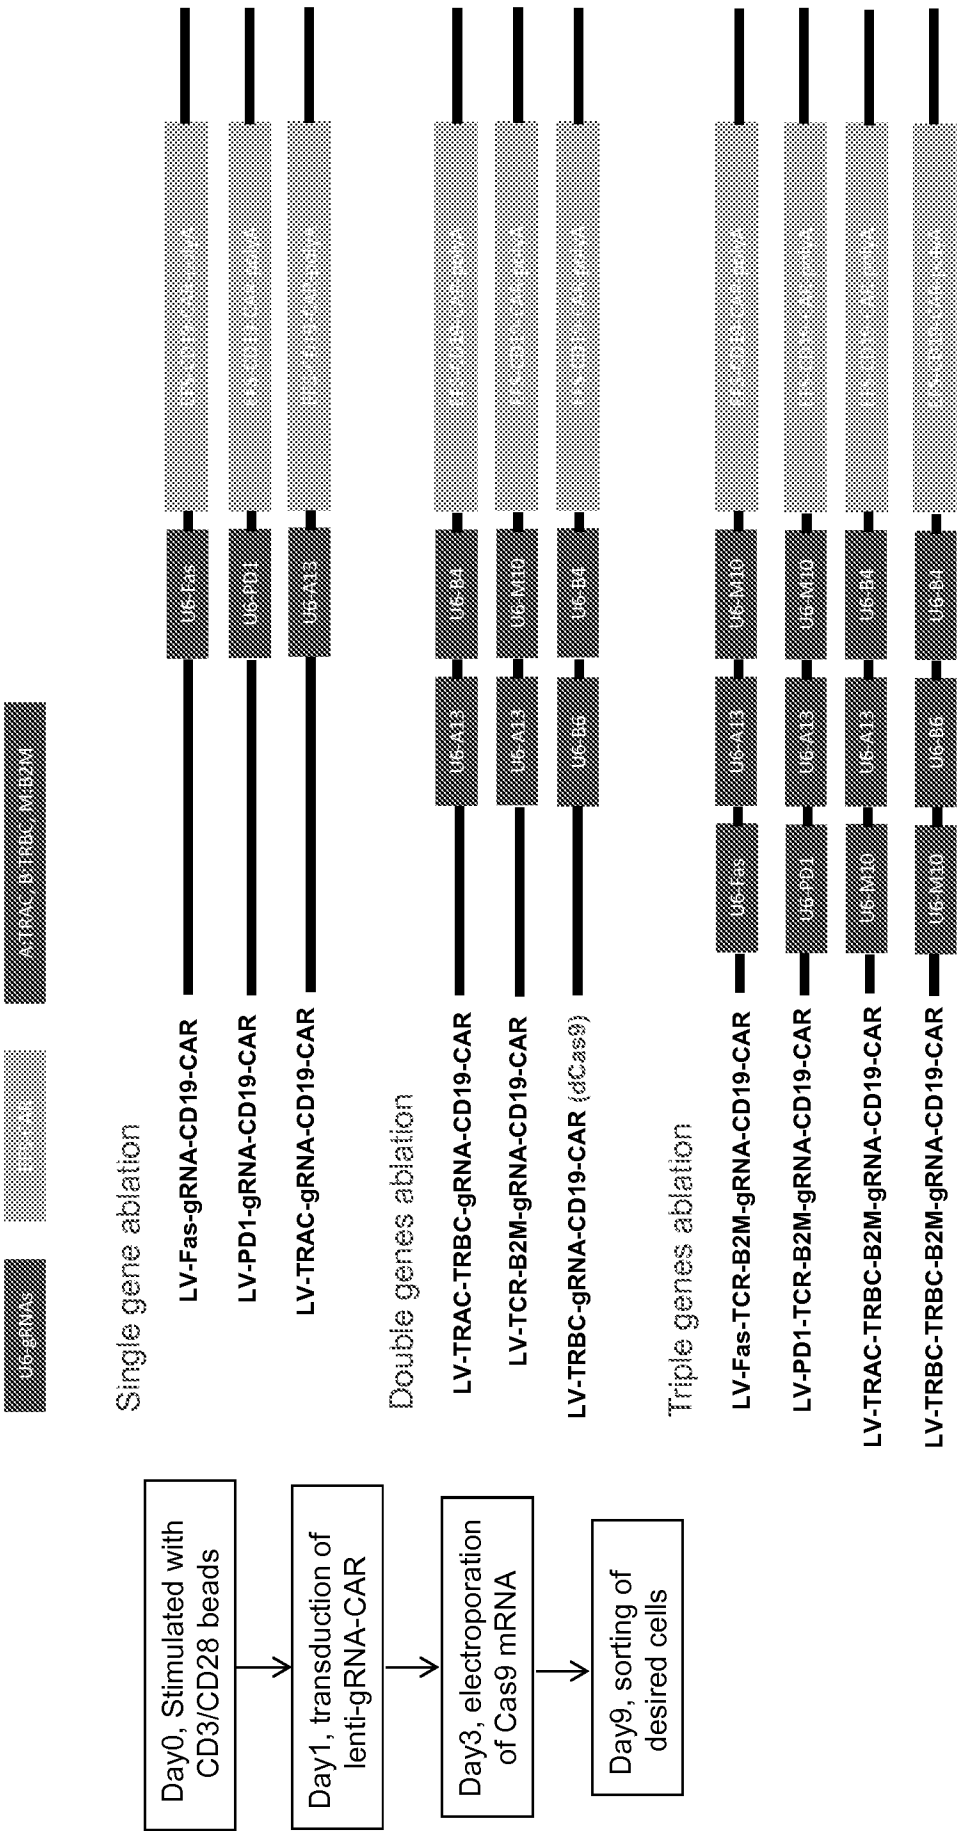 Day0, Stimulated with
CD3/CD28 beads
Day1, transduction of
lenti-gRNA-CAR
Day3, electroporation
of Cas9 mRNA
Day9, sorting of
desired cells
U6-gRNAs
A:TRAC B:TRBC M:B2M
Single gene ablation
LV-Fas-gRNA-CD19-CAR
U6-Fas
LV-PD1-gRNA-CD19-CAR
U6-PD1
LV-TRAC-gRNA-CD19-CAR
U6-A13
Double genes ablation
LV-TRAC-TRBC-gRNA-CD19-CAR
U6-A13
U6-B4
LV-TCR-B2M-gRNA-CD19-CAR
U6-A13
U6-M10
LV-TRBC-gRNA-CD19-CAR (dCas9)
U6-B6
U6-B4
Triple genes ablation
LV-Fas-TCR-B2M-gRNA-CD19-CAR
U6-Fas
U6-A13
U6-M10
LV-PD1-TCR-B2M-gRNA-CD19-CAR
U6-PD1
U6-A13
U6-M10
LV-TRAC-TRBC-B2M-gRNA-CD19-CAR
U6-M10
U6-A13
U6-B4
LV-TRBC-TRBC-B2M-gRNA-CD19-CAR
U6-M10
U6-B6
U6-B4